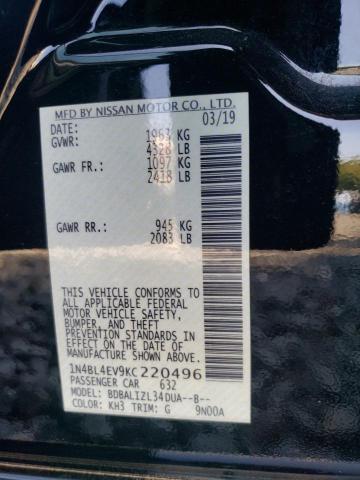 MFD BY NISSAN MOTOR CO., LTD.
DATE: 03/19
GVWR: 1963 KG
4328 LB
GAWR FR: 1097 KG
2418 LB
GAWR RR: 945 KG
2083 LB
THIS VEHICLE CONFORMS TO
ALL APPLICABLE FEDERAL
MOTOR VEHICLE SAFETY,
BUMPER, AND THEFT
PREVENTION STANDARDS IN
EFFECT ON THE DATE OF
MANUFACTURE SHOWN ABOVE.
1N4BL4EV9KC220496
PASSENGER CAR 632
MODEL: BDBALIZL34DUA--B--
COLOR: KH3 TRIM: G 9N00A